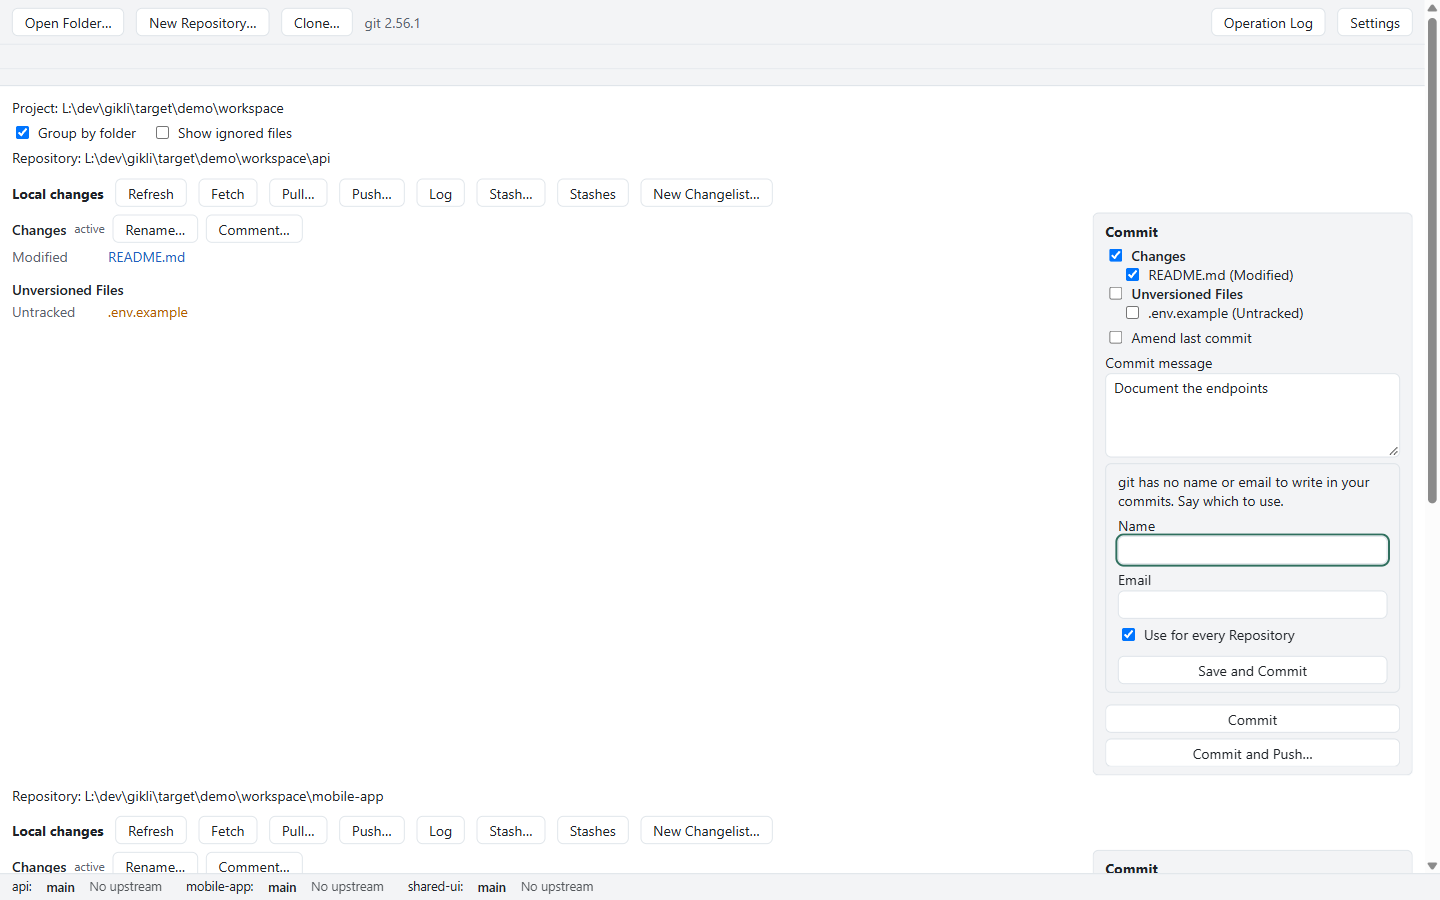 Open Folder... New Repository... Clone... git 2.56.1 Operation Log Settings
Project: L:\dev\gikli\target\demo\workspace
Group by folder Show ignored files
Repository: L:\dev\gikli\target\demo\workspace\api
Local changes Refresh Fetch Pull... Push... Log Stash... Stashes New Changelist...
Changes active Rename... Comment...
Modified README.md
Unversioned Files
Untracked .env.example
Commit
Changes
README.md (Modified)
Unversioned Files
.env.example (Untracked)
Amend last commit
Commit message
Document the endpoints
git has no name or email to write in your
commits. Say which to use.
Name
Email
Use for every Repository
Save and Commit
Commit
Commit and Push...
Repository: L:\dev\gikli\target\demo\workspace\mobile-app
Local changes Refresh Fetch Pull... Push... Log Stash... Stashes New Changelist...
Changes active Rename... Comment...
Commit
api: main No upstream mobile-app: main No upstream shared-ui: main No upstream